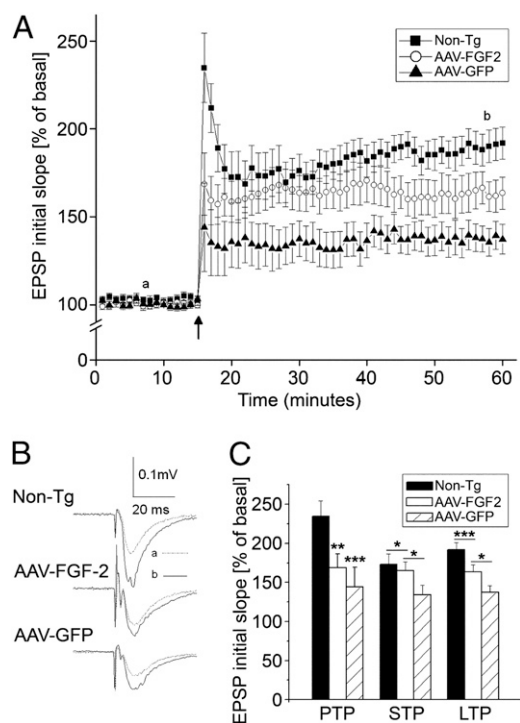 A
EPSP initial slope [% of basal]
250
200
150
100
0
Non-Tg
AAV-FGF2
AAV-GFP
a
b
0
10
20
30
40
50
60
Time (minutes)
B
0.1mV
20 ms
Non-Tg
a
b
AAV-FGF-2
AAV-GFP
C
EPSP initial slope [% of basal]
250
200
150
100
50
0
Non-Tg
AAV-FGF2
AAV-GFP
** *** * * *** *
PTP STP LTP